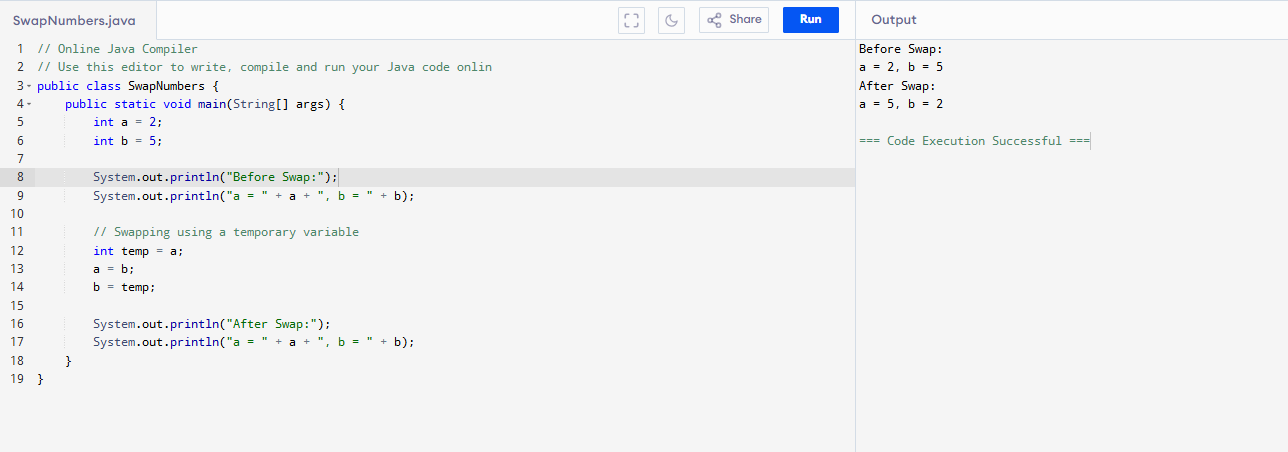 SwapNumbers.java
Share
Run
Output
1 // Online Java Compiler
2 // Use this editor to write, compile and run your Java code onlin
3 public class SwapNumbers {
4     public static void main(String[] args) {
5         int a = 2;
6         int b = 5;
7
8         System.out.println("Before Swap:");
9         System.out.println("a = " + a + ", b = " + b);
10
11         // Swapping using a temporary variable
12         int temp = a;
13         a = b;
14         b = temp;
15
16         System.out.println("After Swap:");
17         System.out.println("a = " + a + ", b = " + b);
18     }
19 }
Before Swap:
a = 2, b = 5
After Swap:
a = 5, b = 2
=== Code Execution Successful ===